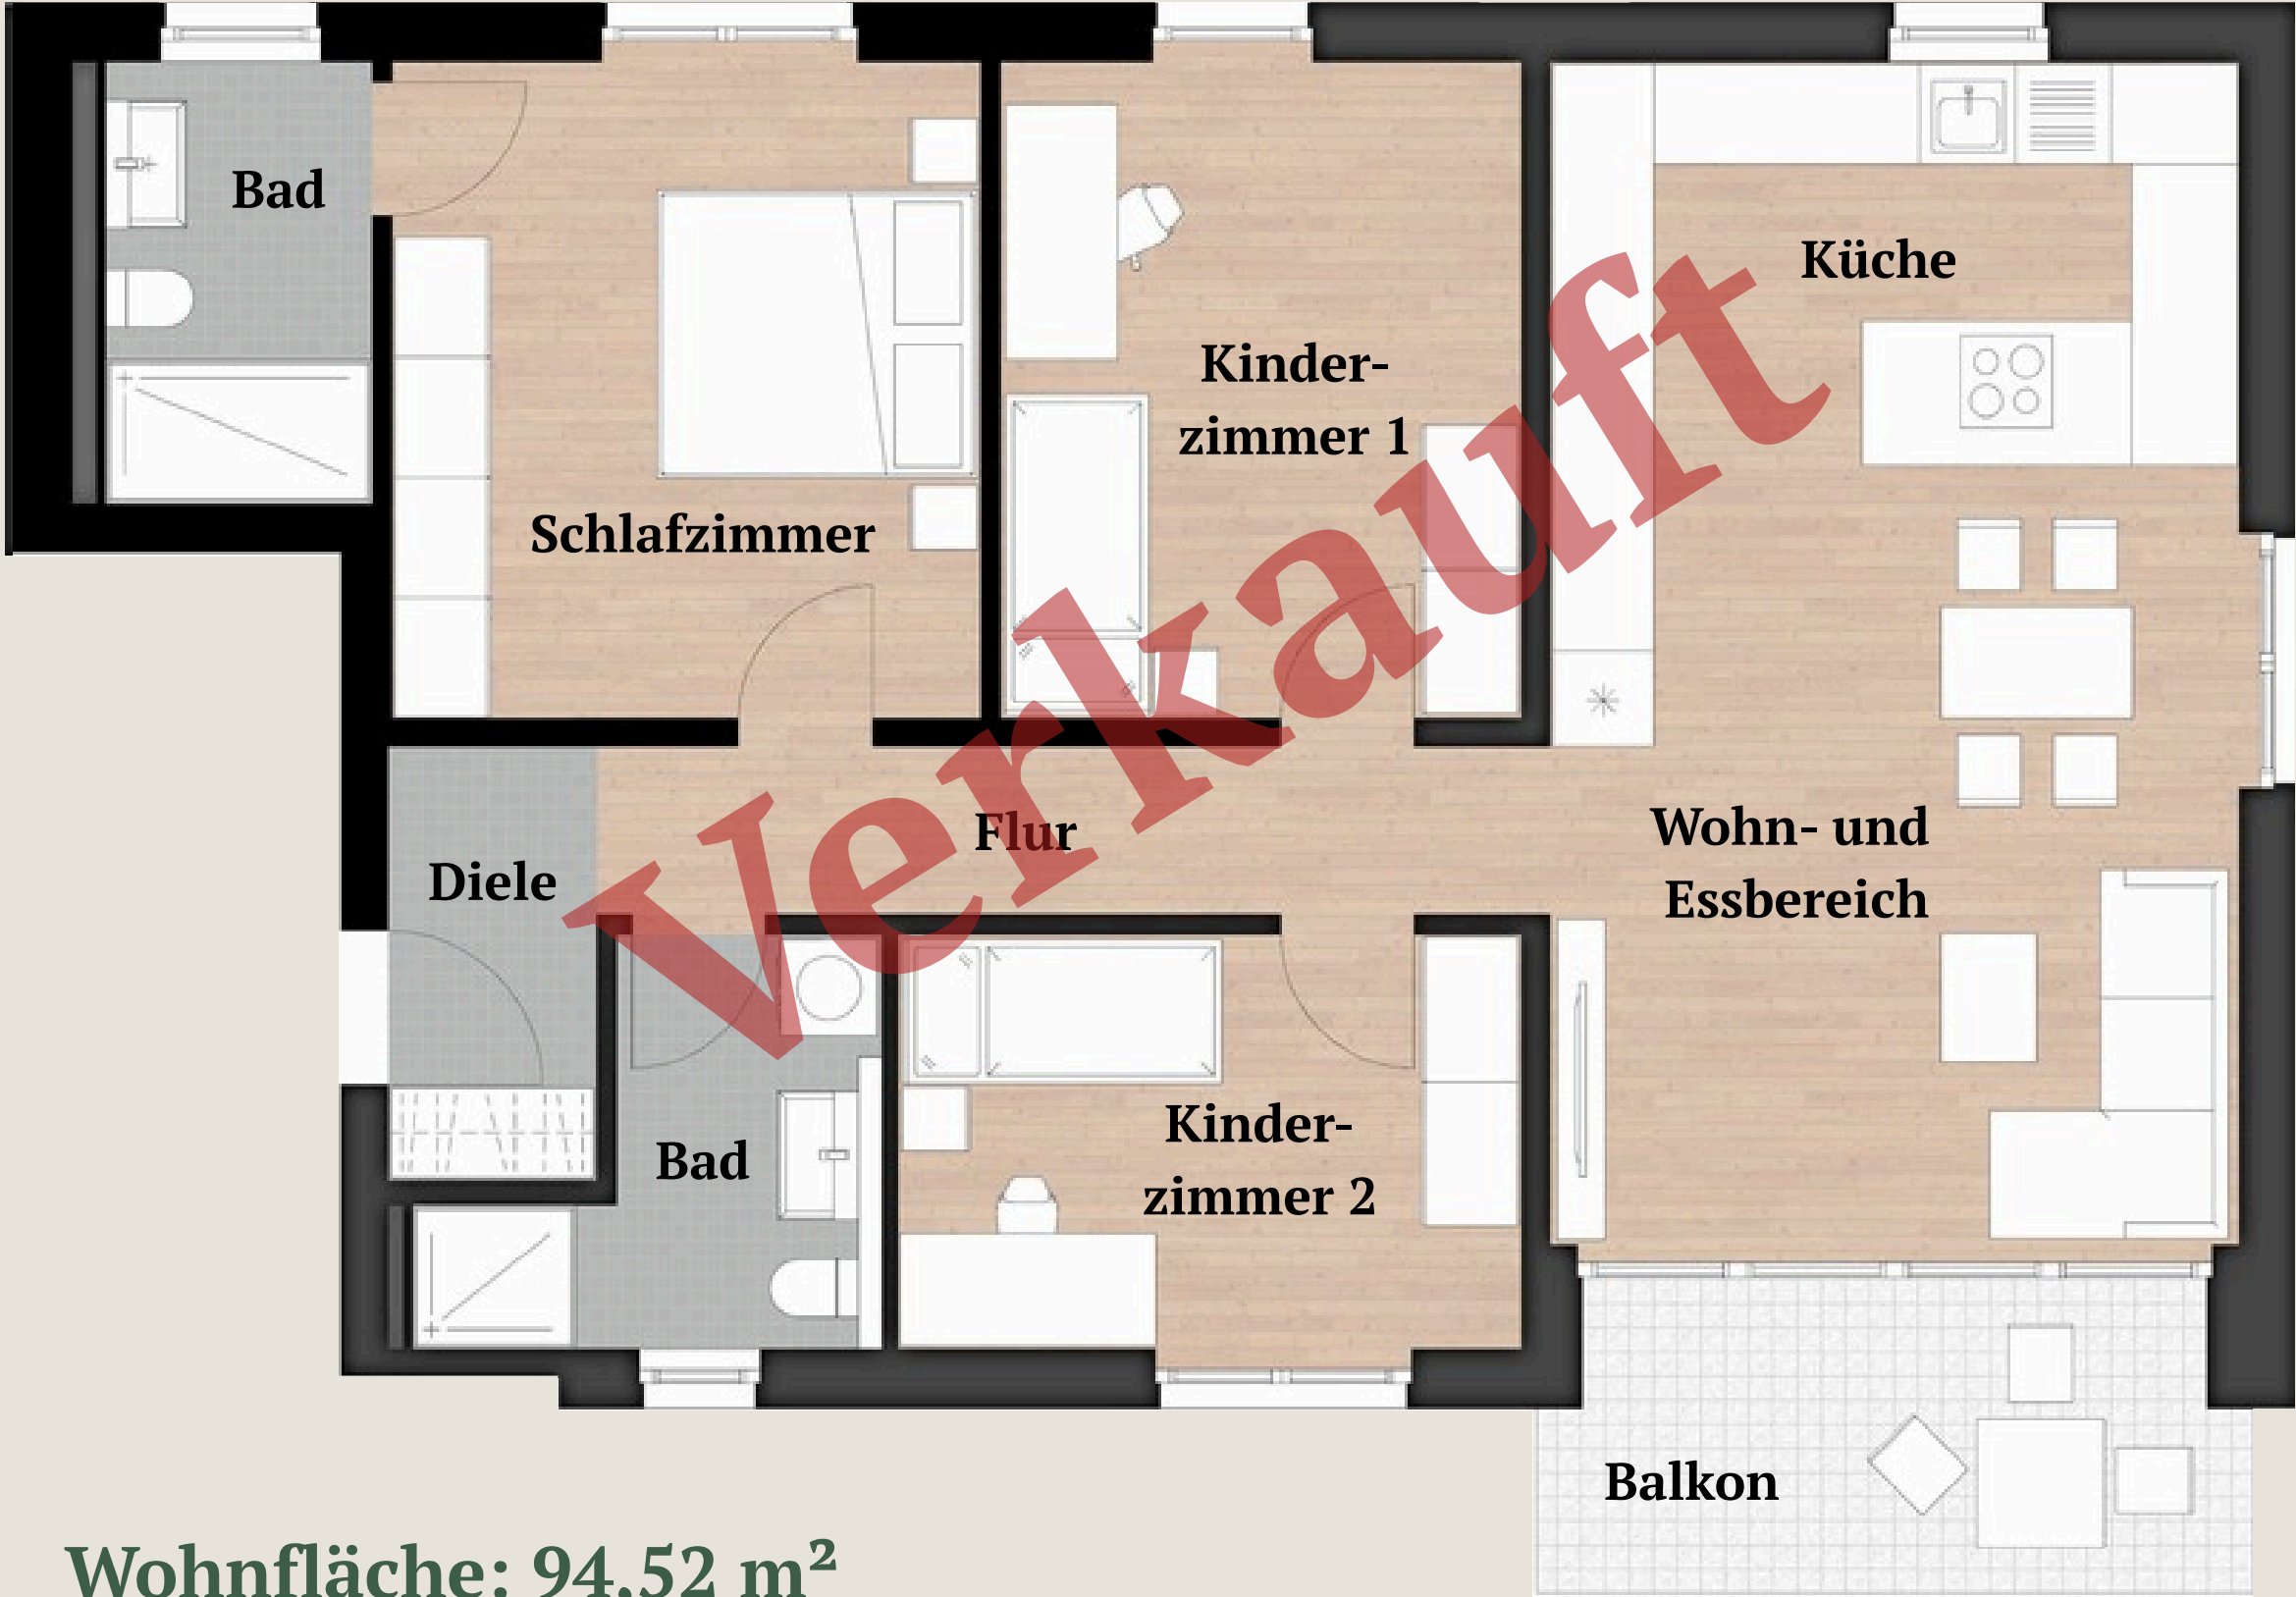 Bad
Küche
Kinder-
zimmer 1
Schlafzimmer
Verkauft
Flur
Wohn- und
Essbereich
Diele
Bad
Kinder-
zimmer 2
Balkon
Wohnfläche: 94,52 m²